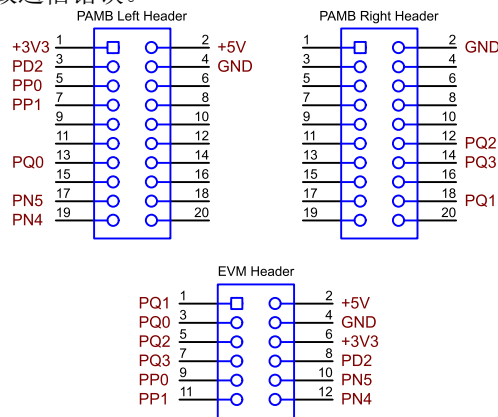 PAMB Left Header
+3V3 1 2 +5V
PD2 3 4 GND
PP0 5 6
PP1 7 8
9 10
11 12
PQ0 13 14
15 16
PN5 17 18
PN4 19 20
PAMB Right Header
1 2 GND
3 4
5 6
7 8
9 10
11 12 PQ2
13 14 PQ3
15 16
17 18 PQ1
19 20
EVM Header
PQ1 1 2 +5V
PQ0 3 4 GND
PQ2 5 6 +3V3
PQ3 7 8 PD2
PP0 9 10 PN5
PP1 11 12 PN4